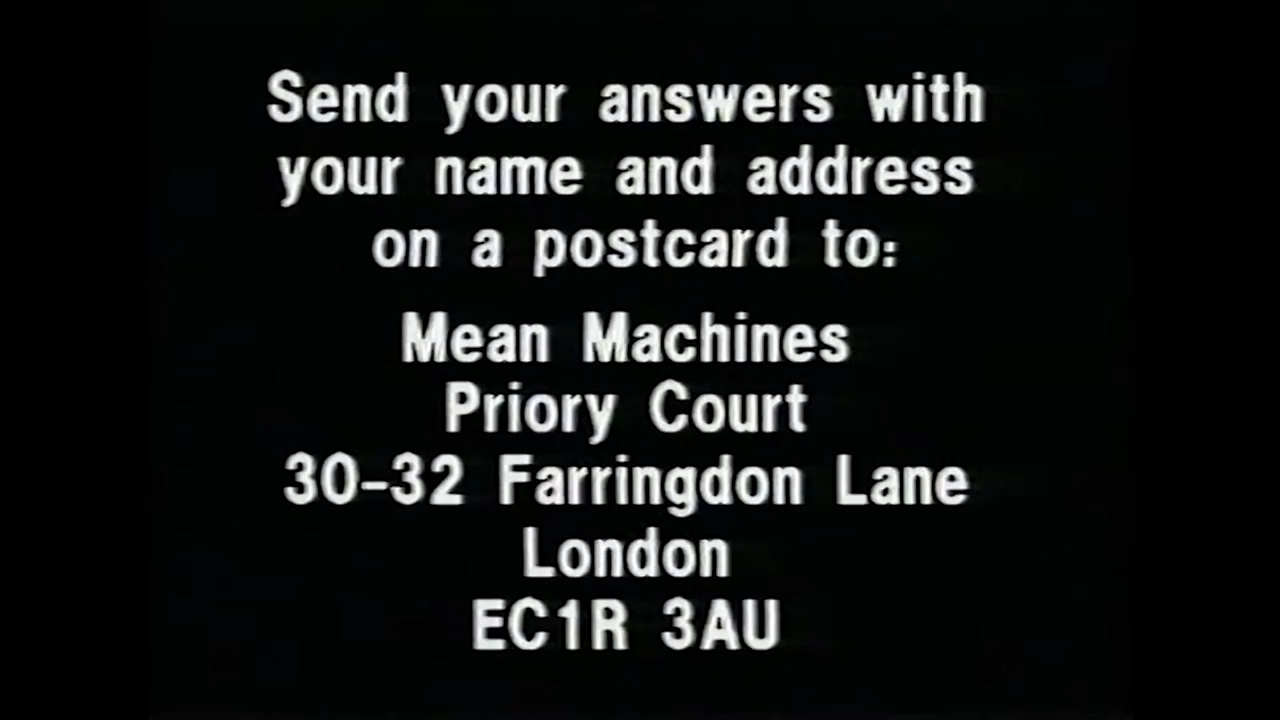 Send your answers with
your name and address
on a postcard to:
Mean Machines
Priory Court
30-32 Farringdon Lane
London
EC1R 3AU